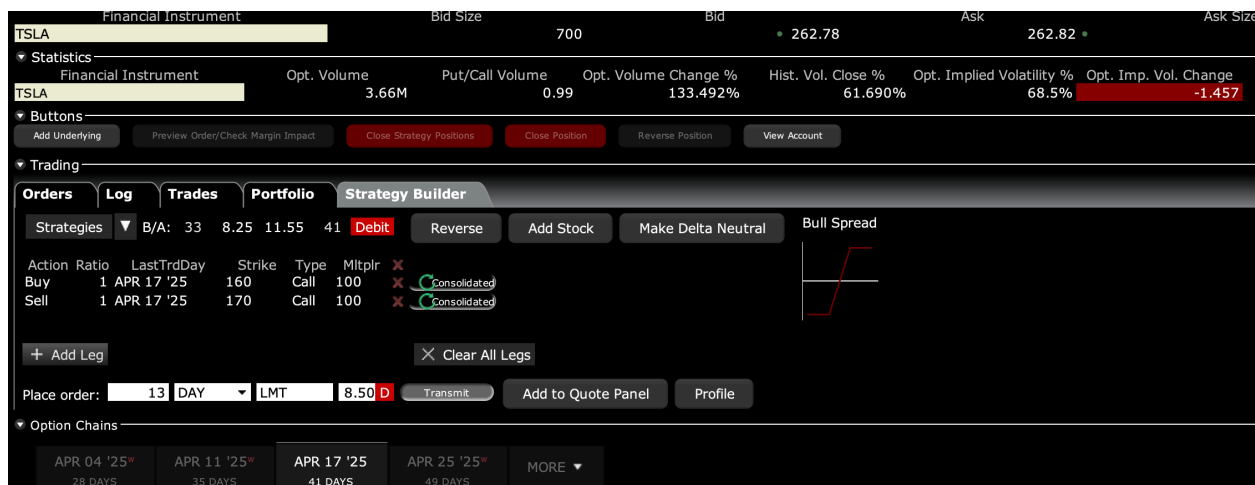 Financial Instrument Bid Size Bid Ask Ask Size
TSLA 700 262.78 262.82
Statistics
Financial Instrument Opt. Volume Put/Call Volume Opt. Volume Change % Hist. Vol. Close % Opt. Implied Volatility % Opt. Imp. Vol. Change
TSLA 3.66M 0.99 133.492% 61.690% 68.5% -1.457
Buttons
Add Underlying Preview Order/Check Margin Impact Close Strategy Positions Close Position Reverse Position View Account
Trading
Orders Log Trades Portfolio Strategy Builder
Strategies ▼ B/A: 33 8.25 11.55 41 Debit Reverse Add Stock Make Delta Neutral Bull Spread
Action Ratio LastTrdDay Strike Type Mltplr X
Buy 1 APR 17 '25 160 Call 100 X Consolidated
Sell 1 APR 17 '25 170 Call 100 X Consolidated
+ Add Leg X Clear All Legs
Place order: 13 DAY LMT 8.50 D Transmit Add to Quote Panel Profile
Option Chains
APR 04 '25W APR 11 '25W APR 17 '25 APR 25 '25W MORE ▼
28 DAYS 35 DAYS 41 DAYS 49 DAYS